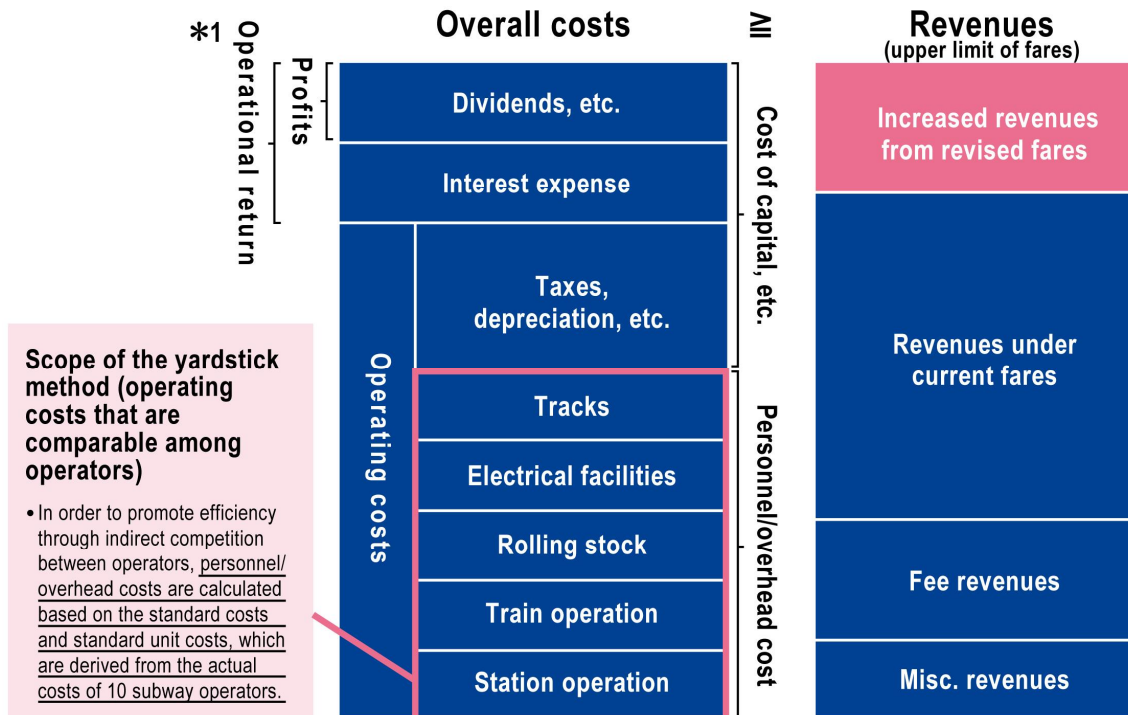 *1
Operational return
Profits
Overall costs
Dividends, etc.
Interest expense
Operating costs
Taxes,
depreciation, etc.
Tracks
Electrical facilities
Rolling stock
Train operation
Station operation
Cost of capital, etc.
Personnel/overhead cost
≦
Revenues
(upper limit of fares)
Increased revenues
from revised fares
Revenues under
current fares
Fee revenues
Misc. revenues
Scope of the yardstick
method (operating
costs that are
comparable among
operators)
• In order to promote efficiency
through indirect competition
between operators, personnel/
overhead costs are calculated
based on the standard costs
and standard unit costs, which
are derived from the actual
costs of 10 subway operators.